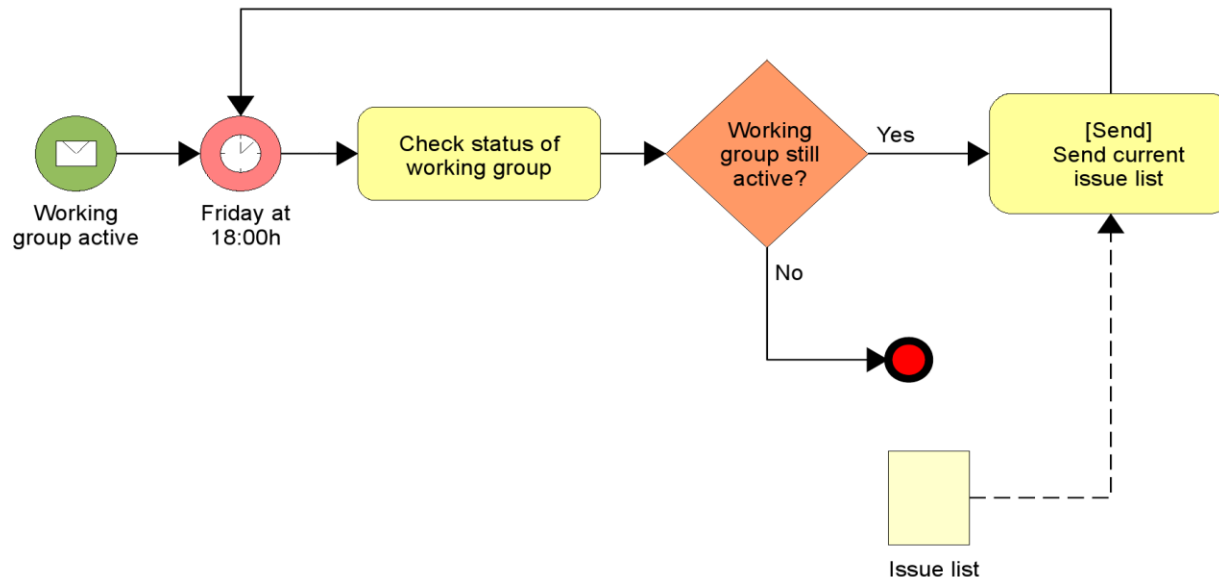 Working
group active
Friday at
18:00h
Check status of
working group
Working
group still
active?
Yes
No
[Send]
Send current
issue list
Issue list